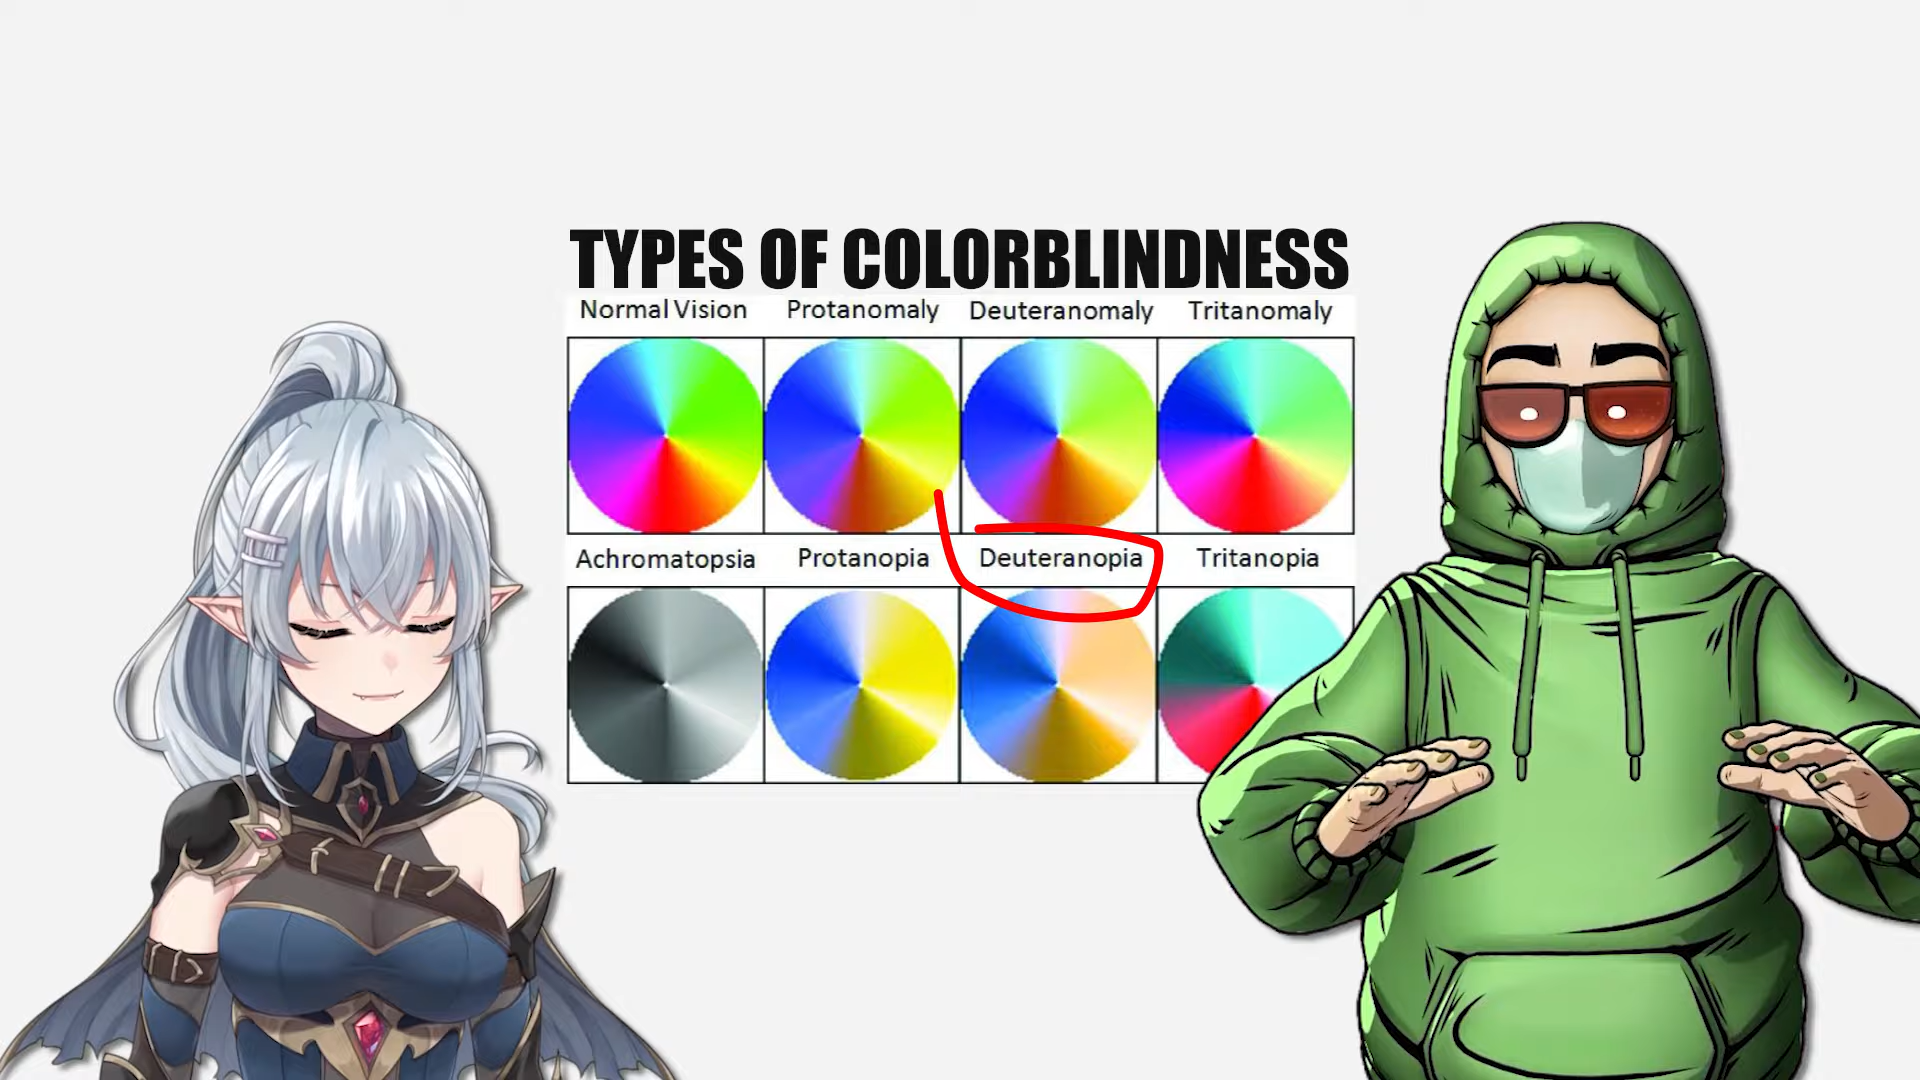 TYPES OF COLORBLINDNESS
Normal Vision Protanomaly Deuteranomaly Tritanomaly
Achromatopsia Protanopia Deuteranopia Tritanopia